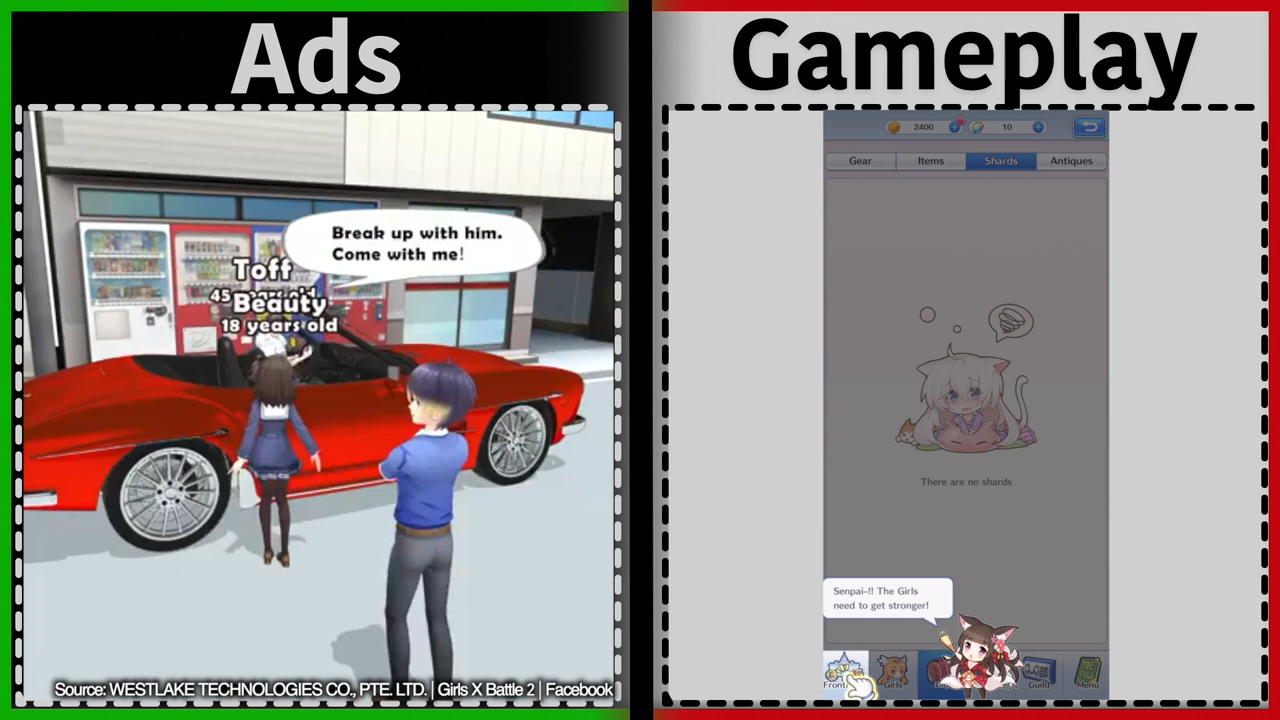 Ads
Gameplay
Break up with him.
Come with me!
Toff
45
Beauty
18 years old
Source: WESTLAKE TECHNOLOGIES CO., PTE. LTD. | Girls X Battle 2 | Facebook
2400
10
Gear
Items
Shards
Antiques
There are no shards
Senpai~!! The Girls
need to get stronger!
Girls
Guild
Menu